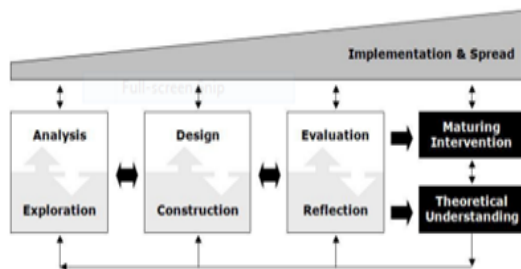 Implementation & Spread
Full-screen Snip
Analysis
Exploration
Design
Construction
Evaluation
Reflection
Maturing
Intervention
Theoretical
Understanding